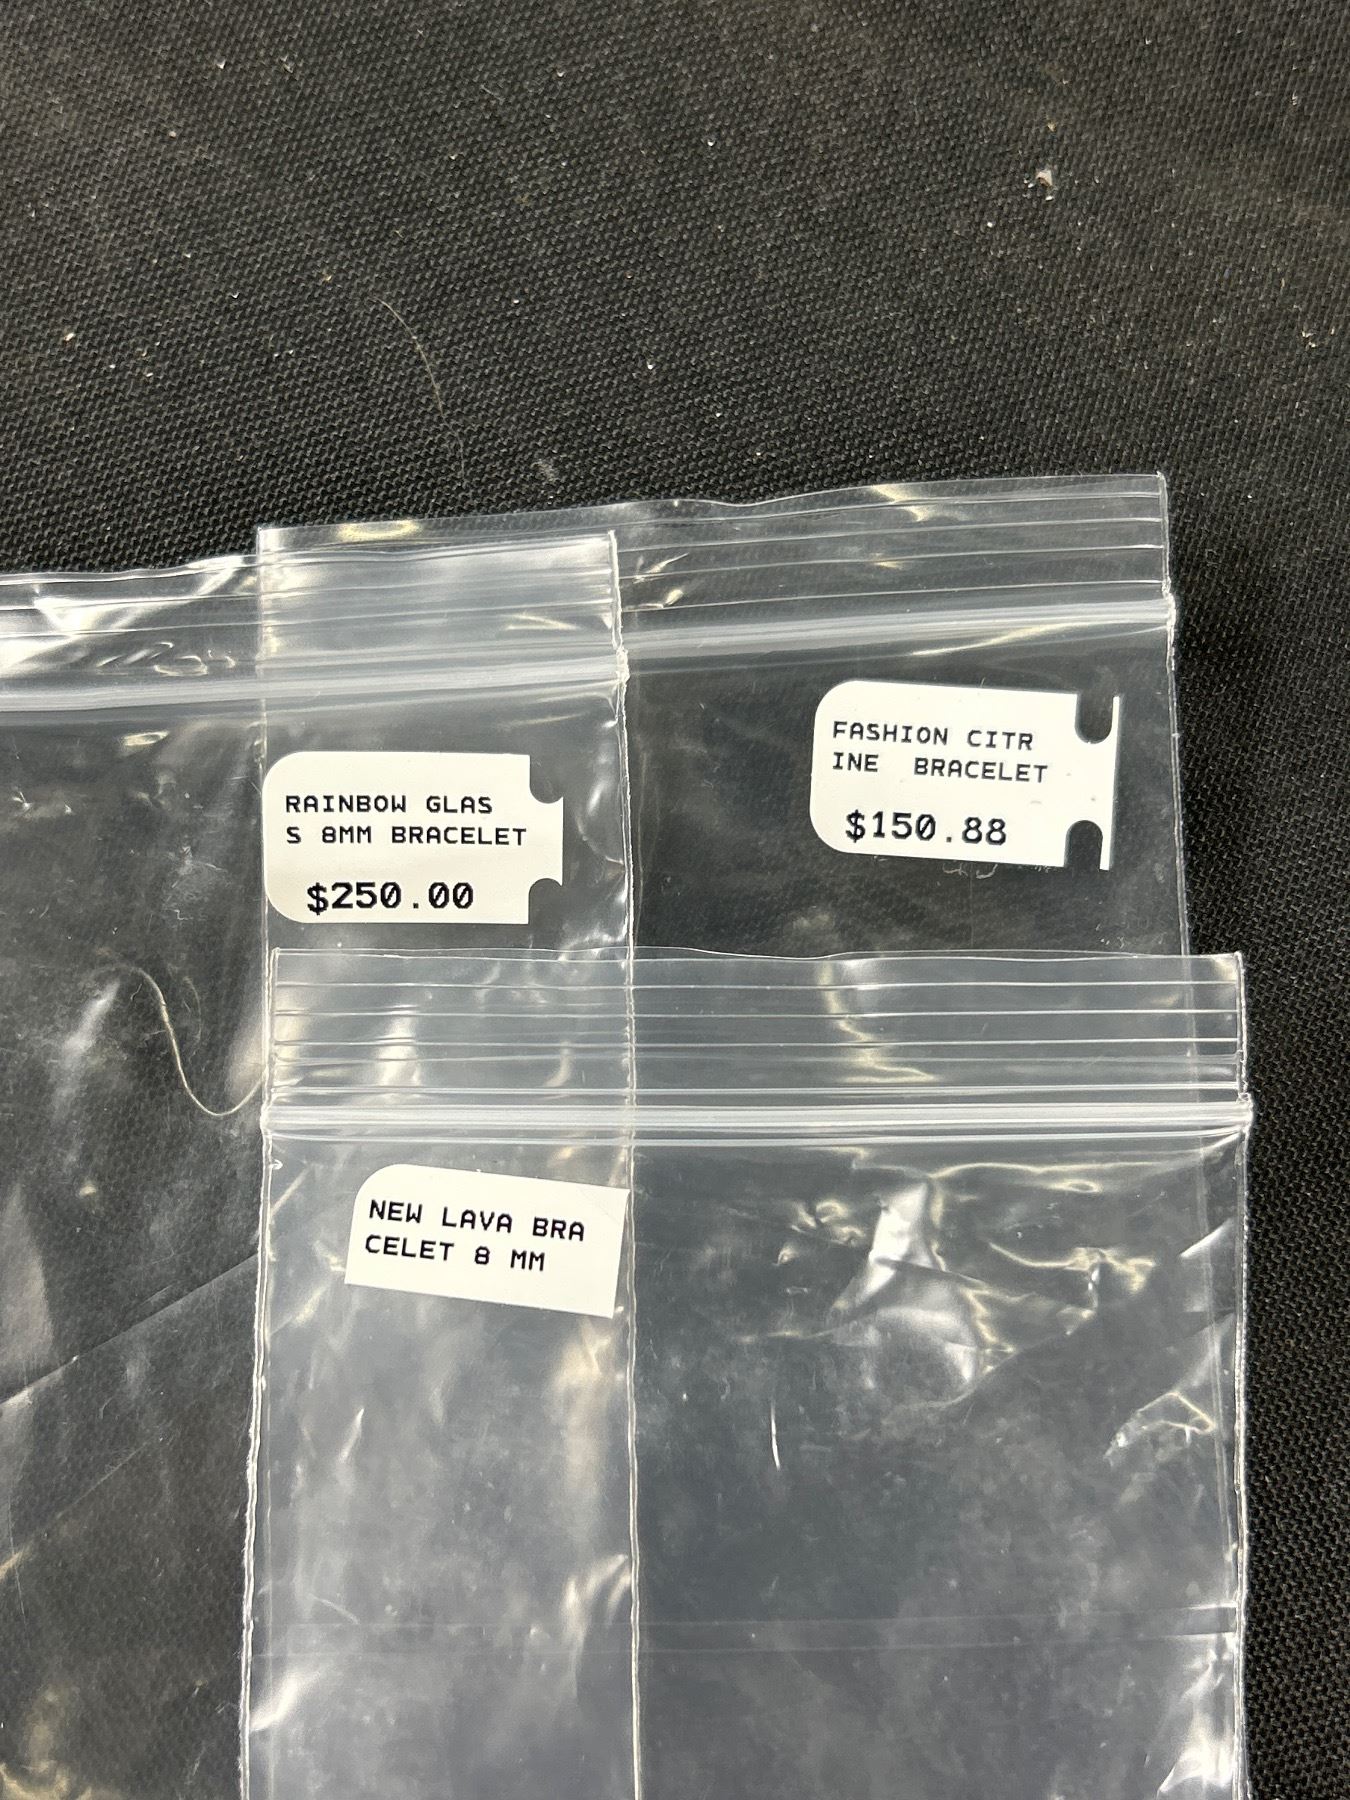 RAINBOW GLAS
S 8MM BRACELET
$250.00
FASHION CITR
INE BRACELET
$150.88
NEW LAVA BRA
CELET 8 MM